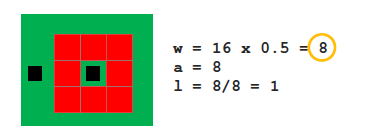 w = 16 x 0.5 = 8
a = 8
l = 8/8 = 1